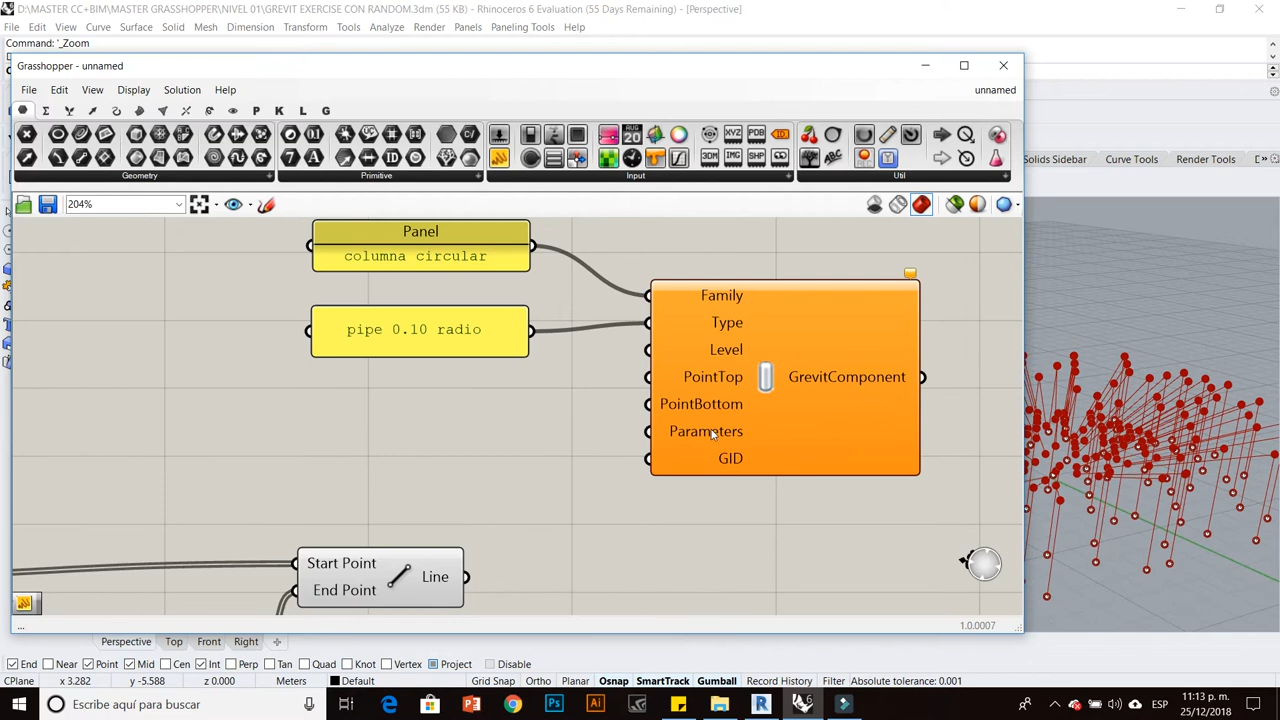 D:\MASTER CC+BIM\MASTER GRASSHOPPER\NIVEL 01\GREVIT EXERCISE CON RANDOM.3dm (55 KB) - Rhinoceros 6 Evaluation (55 Days Remaining) - [Perspective]
File Edit View Curve Surface Solid Mesh Dimension Transform Tools Analyze Render Panels Paneling Tools Help
Command: '_Zoom
Grasshopper - unnamed
File Edit View Display Solution Help unnamed
P K L G
Geometry Primitive Input Util
Solids Sidebar Curve Tools Render Tools D
204%
Panel
columna circular
pipe 0.10 radio
Family
Type
Level
PointTop GrevitComponent
PointBottom
Parameters
GID
Start Point Line
End Point
... 1.0.0007
Perspective Top Front Right
End Near Point Mid Cen Int Perp Tan Quad Knot Vertex Project Disable
CPlane x 3.282 y -5.588 z 0.000 Meters Default Grid Snap Ortho Planar Osnap SmartTrack Gumball Record History Filter Absolute tolerance: 0.001
Escribe aquí para buscar ESP 11:13 p. m.
25/12/2018